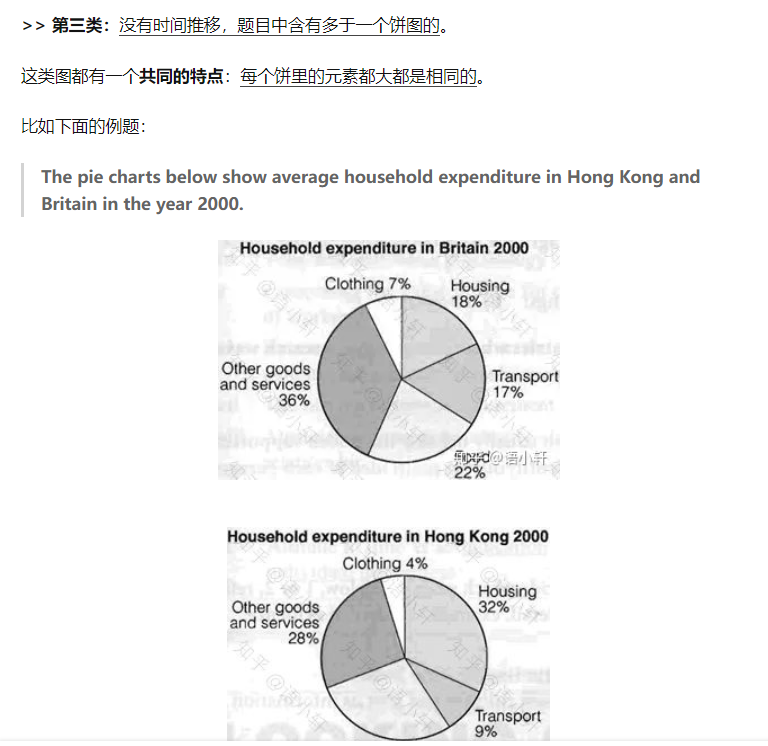 >> 第三类：没有时间推移，题目中含有多于一个饼图的。
这类图都有一个共同的特点：每个饼里的元素都大都是相同的。
比如下面的例题：
The pie charts below show average household expenditure in Hong Kong and
Britain in the year 2000.
Household expenditure in Britain 2000
Clothing 7%
Housing
18%
Other goods
and services
36%
Transport
17%
知乎 @语小轩
22%
Household expenditure in Hong Kong 2000
Clothing 4%
Housing
32%
Other goods
and services
28%
Transport
9%